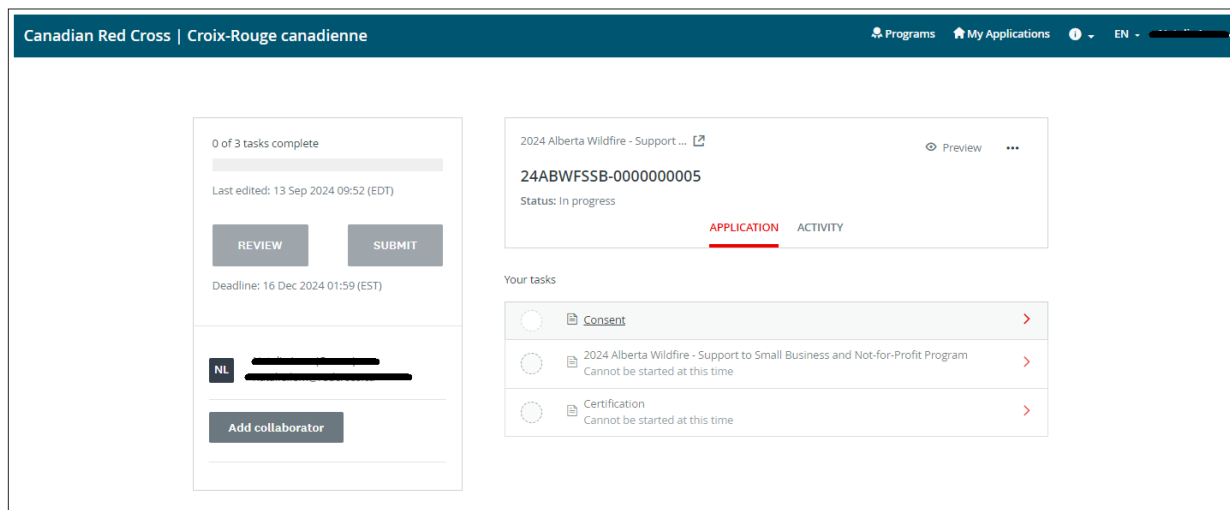 Canadian Red Cross | Croix-Rouge canadienne
Programs My Applications EN
0 of 3 tasks complete
Last edited: 13 Sep 2024 09:52 (EDT)
REVIEW SUBMIT
Deadline: 16 Dec 2024 01:59 (EST)
NL
Add collaborator
2024 Alberta Wildfire - Support ...
Preview
24ABWFSSB-0000000005
Status: In progress
APPLICATION ACTIVITY
Your tasks
Consent
2024 Alberta Wildfire - Support to Small Business and Not-for-Profit Program
Cannot be started at this time
Certification
Cannot be started at this time